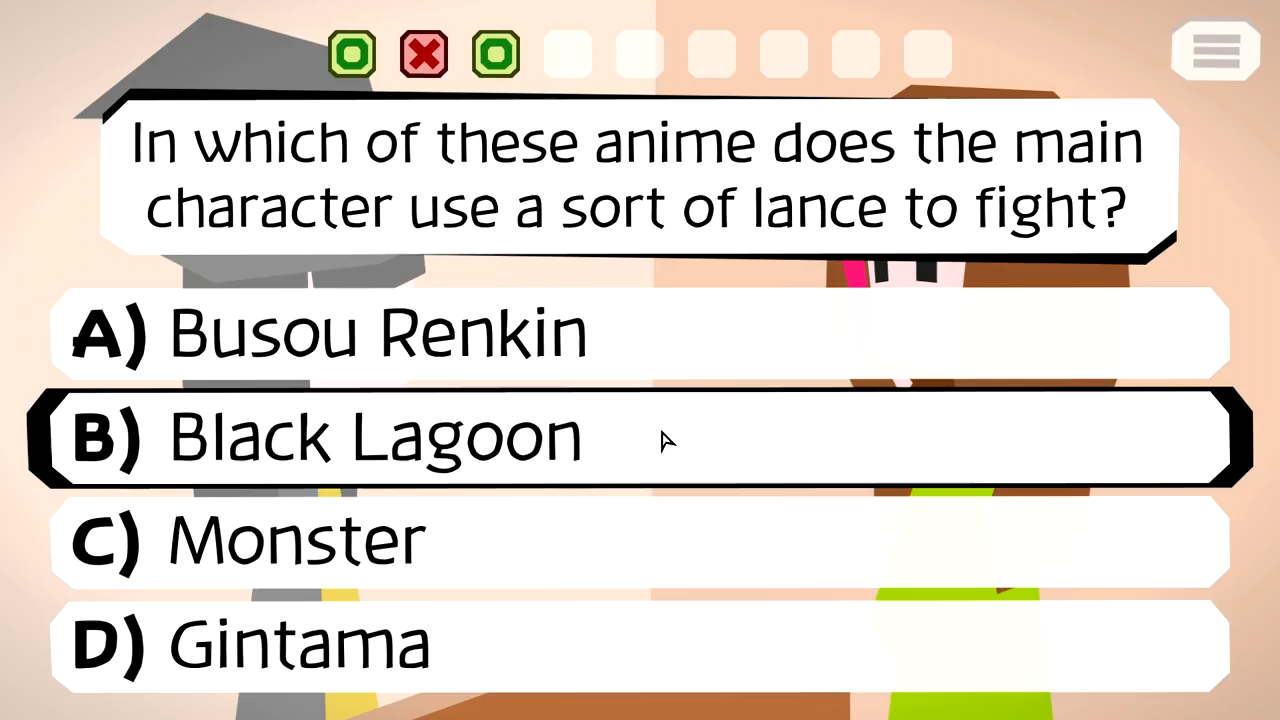 In which of these anime does the main
character use a sort of lance to fight?
A) Busou Renkin
B) Black Lagoon
C) Monster
D) Gintama